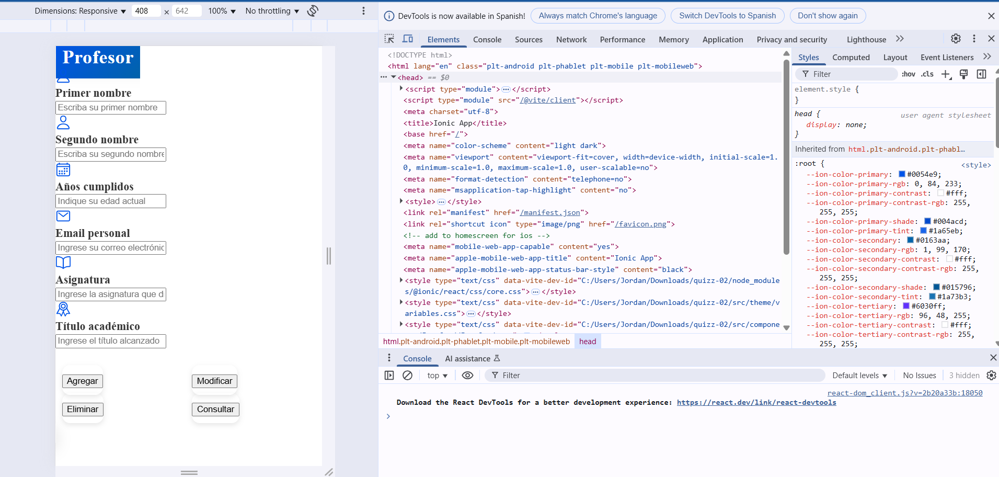 Dimensions: Responsive ▼ 408 × 642 100% ▼ No throttling ▼
Profesor
Primer nombre
Escriba su primer nombre
Segundo nombre
Escriba su segundo nombre
Años cumplidos
Indique su edad actual
Email personal
Ingrese su correo electrónic
Asignatura
Ingrese la asignatura que d
Título académico
Ingrese el título alcanzado
Agregar Modificar
Eliminar Consultar
DevTools is now available in Spanish! Always match Chrome's language Switch DevTools to Spanish Don't show again
Elements Console Sources Network Performance Memory Application Privacy and security Lighthouse
<!DOCTYPE html>
<html lang="en" class="plt-android plt-phablet plt-mobile plt-mobileweb">
<head> == $0
<script type="module">…</script>
<script type="module" src="/@vite/client"></script>
<meta charset="utf-8">
<title>Ionic App</title>
<base href="/">
<meta name="color-scheme" content="light dark">
<meta name="viewport" content="viewport-fit=cover, width=device-width, initial-scale=1.
0, minimum-scale=1.0, maximum-scale=1.0, user-scalable=no">
<meta name="format-detection" content="telephone=no">
<meta name="msapplication-tap-highlight" content="no">
<style>…</style>
<link rel="manifest" href="/manifest.json">
<link rel="shortcut icon" type="image/png" href="/favicon.png">
<!-- add to homescreen for ios -->
<meta name="mobile-web-app-capable" content="yes">
<meta name="apple-mobile-web-app-title" content="Ionic App">
<meta name="apple-mobile-web-app-status-bar-style" content="black">
<style type="text/css" data-vite-dev-id="C:/Users/Jordan/Downloads/quizz-02/node_module
s/@ionic/react/css/core.css">…</style>
<style type="text/css" data-vite-dev-id="C:/Users/Jordan/Downloads/quizz-02/src/theme/v
ariables.css">…</style>
<style type="text/css" data-vite-dev-id="C:/Users/Jordan/Downloads/quizz-02/src/compone
html.plt-android.plt-phablet.plt-mobile.plt-mobileweb head
Styles Computed Layout Event Listeners
Filter :hov .cls
element.style {
}
head { user agent stylesheet
display: none;
}
Inherited from html.plt-android.plt-phabl…
:root { <style>
--ion-color-primary: #0054e9;
--ion-color-primary-rgb: 0, 84, 233;
--ion-color-primary-contrast: #fff;
--ion-color-primary-contrast-rgb: 255,
255, 255;
--ion-color-primary-shade: #004acd;
--ion-color-primary-tint: #1a65eb;
--ion-color-secondary: #0163aa;
--ion-color-secondary-rgb: 1, 99, 170;
--ion-color-secondary-contrast: #fff;
--ion-color-secondary-contrast-rgb: 255,
255, 255;
--ion-color-secondary-shade: #015796;
--ion-color-secondary-tint: #1a73b3;
--ion-color-tertiary: #6030ff;
--ion-color-tertiary-rgb: 96, 48, 255;
--ion-color-tertiary-contrast: #fff;
--ion-color-tertiary-contrast-rgb: 255,
255, 255;
Console AI assistance
top ▼ Filter Default levels ▼ No Issues 3 hidden
react-dom_client.js?v=2b20a33b:18050
Download the React DevTools for a better development experience: https://react.dev/link/react-devtools